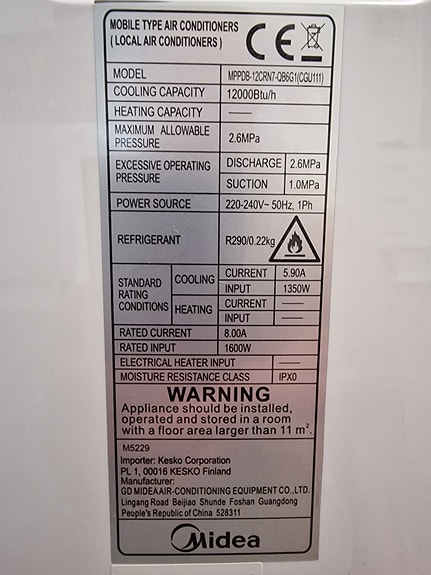 MOBILE TYPE AIR CONDITIONERS
( LOCAL AIR CONDITIONERS )
CE
MODEL MPPDB-12CRN7-QB6G1(CGU111)
COOLING CAPACITY 12000Btu/h
HEATING CAPACITY ——
MAXIMUM ALLOWABLE
PRESSURE 2.6MPa
EXCESSIVE OPERATING
PRESSURE
DISCHARGE 2.6MPa
SUCTION 1.0MPa
POWER SOURCE 220-240V~ 50Hz, 1Ph
REFRIGERANT R290/0.22kg
STANDARD
RATING
CONDITIONS
COOLING
CURRENT 5.90A
INPUT 1350W
HEATING
CURRENT ——
INPUT ——
RATED CURRENT 8.00A
RATED INPUT 1600W
ELECTRICAL HEATER INPUT ——
MOISTURE RESISTANCE CLASS IPX0
WARNING
Appliance should be installed,
operated and stored in a room
with a floor area larger than 11 m².
M5229
Importer: Kesko Corporation
PL 1, 00016 KESKO Finland
Manufacturer:
GD MIDEA AIR-CONDITIONING EQUIPMENT CO.,LTD.
Lingang Road Beijiao Shunde Foshan Guangdong
People's Republic of China 528311
Midea